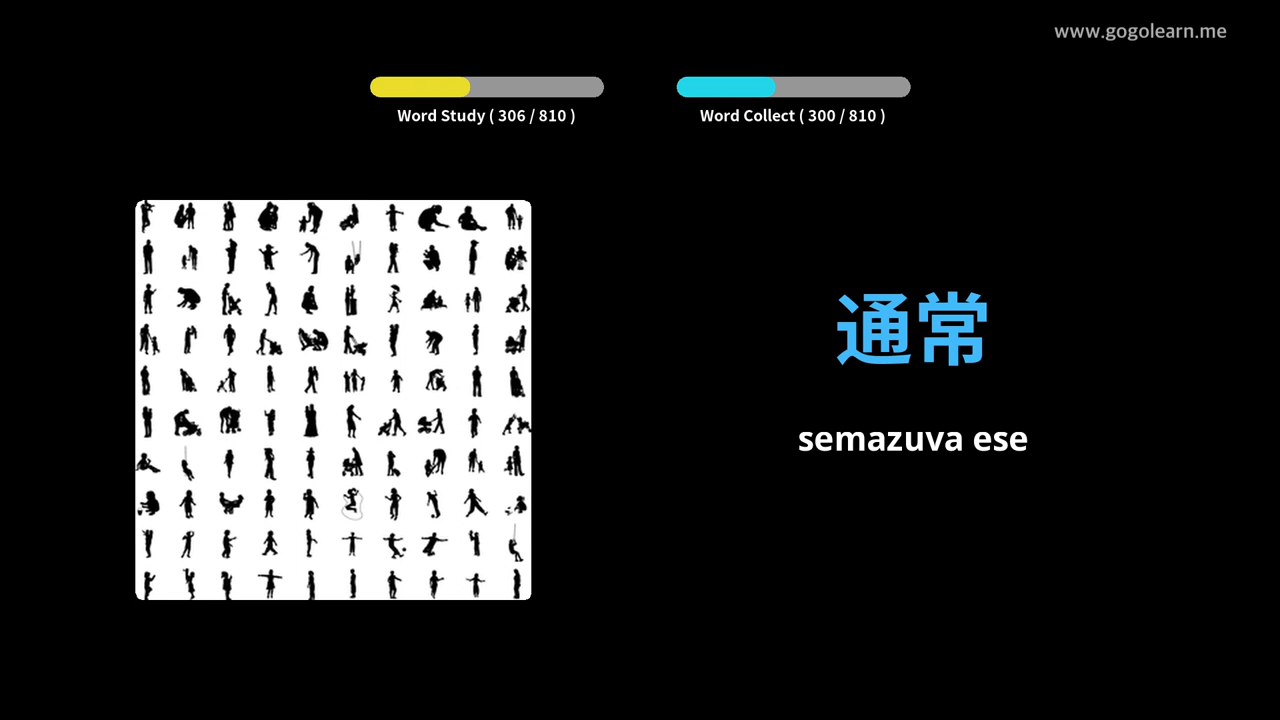 www.gogolearn.me
Word Study ( 306 / 810 )
Word Collect ( 300 / 810 )
通常
semazuva ese